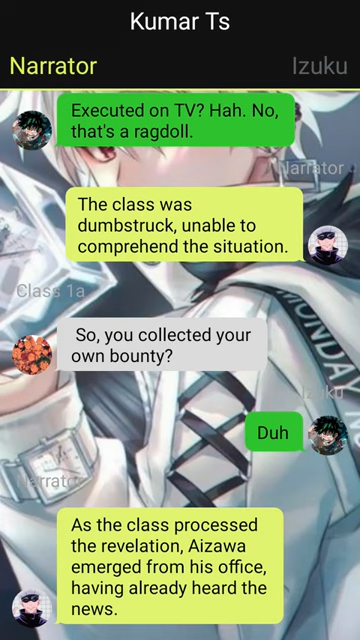 Kumar Ts
Narrator
Izuku
Executed on TV? Hah. No,
that's a ragdoll.
Narrator
The class was
dumbstruck, unable to
comprehend the situation.
Class 1a
So, you collected your
own bounty?
MONDAY
Izuku
Duh
Narrator
As the class processed
the revelation, Aizawa
emerged from his office,
having already heard the
news.